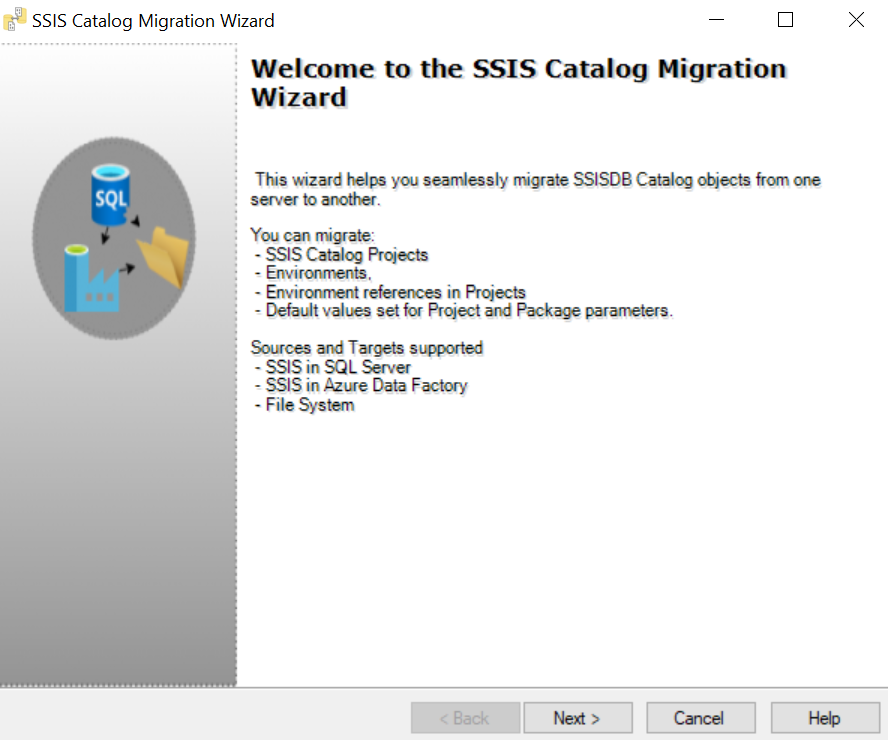 SSIS Catalog Migration Wizard
Welcome to the SSIS Catalog Migration
Wizard
SQL
This wizard helps you seamlessly migrate SSISDB Catalog objects from one
server to another.
You can migrate:
- SSIS Catalog Projects
- Environments,
- Environment references in Projects
- Default values set for Project and Package parameters.
Sources and Targets supported
- SSIS in SQL Server
- SSIS in Azure Data Factory
- File System
< Back
Next >
Cancel
Help